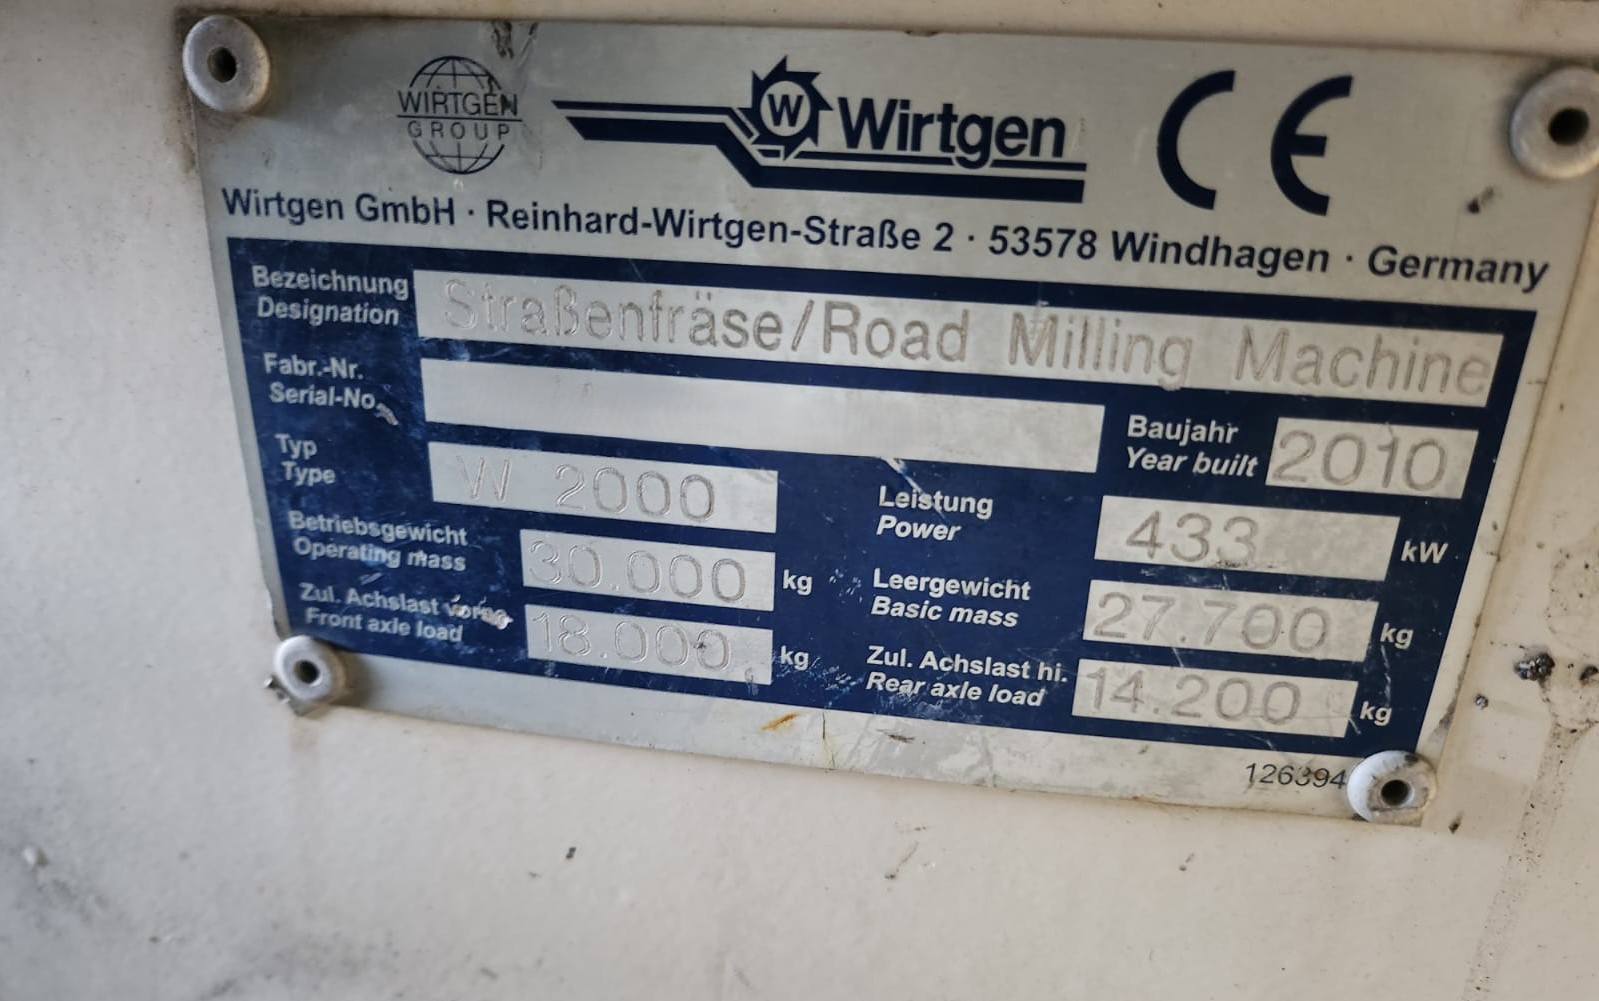 WIRTGEN
GROUP
W Wirtgen CE
Wirtgen GmbH · Reinhard-Wirtgen-Straße 2 · 53578 Windhagen · Germany
Bezeichnung
Designation
Straßenfräse/Road Milling Machine
Fabr.-Nr.
Serial-No.
Baujahr
Year built
2010
Typ
Type
W 2000
Leistung
Power
433 kW
Betriebsgewicht
Operating mass
30.000 kg
Leergewicht
Basic mass
27.700 kg
Zul. Achslast vorne
Front axle load
18.000 kg
Zul. Achslast hi.
Rear axle load
14.200 kg
126394